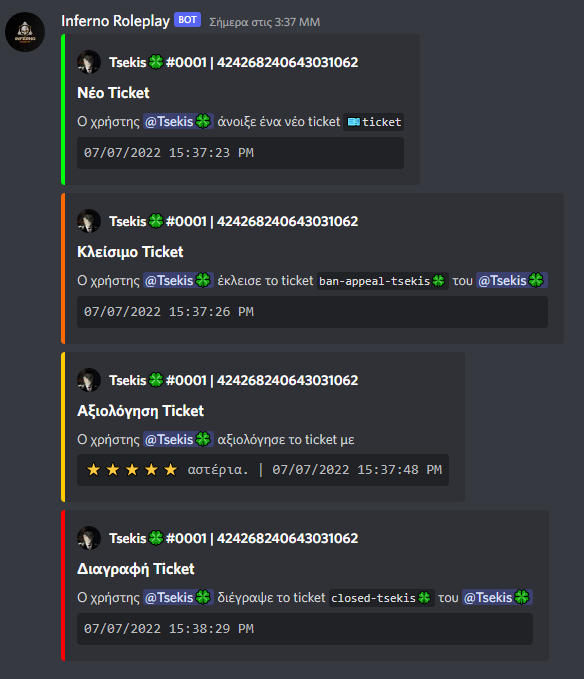 Inferno Roleplay BOT Σήμερα στις 3:37 ΜΜ
INFERNO
Tsekis🍀#0001 | 424268240643031062
Νέο Ticket
Ο χρήστης @Tsekis🍀 άνοιξε ένα νέο ticket 🎫ticket
07/07/2022 15:37:23 PM
Tsekis🍀#0001 | 424268240643031062
Κλείσιμο Ticket
Ο χρήστης @Tsekis🍀 έκλεισε το ticket ban-appeal-tsekis🍀 του @Tsekis🍀
07/07/2022 15:37:26 PM
Tsekis🍀#0001 | 424268240643031062
Αξιολόγηση Ticket
Ο χρήστης @Tsekis🍀 αξιολόγησε το ticket με
⭐ ⭐ ⭐ ⭐ ⭐ αστέρια. | 07/07/2022 15:37:48 PM
Tsekis🍀#0001 | 424268240643031062
Διαγραφή Ticket
Ο χρήστης @Tsekis🍀 διέγραψε το ticket closed-tsekis🍀 του @Tsekis🍀
07/07/2022 15:38:29 PM